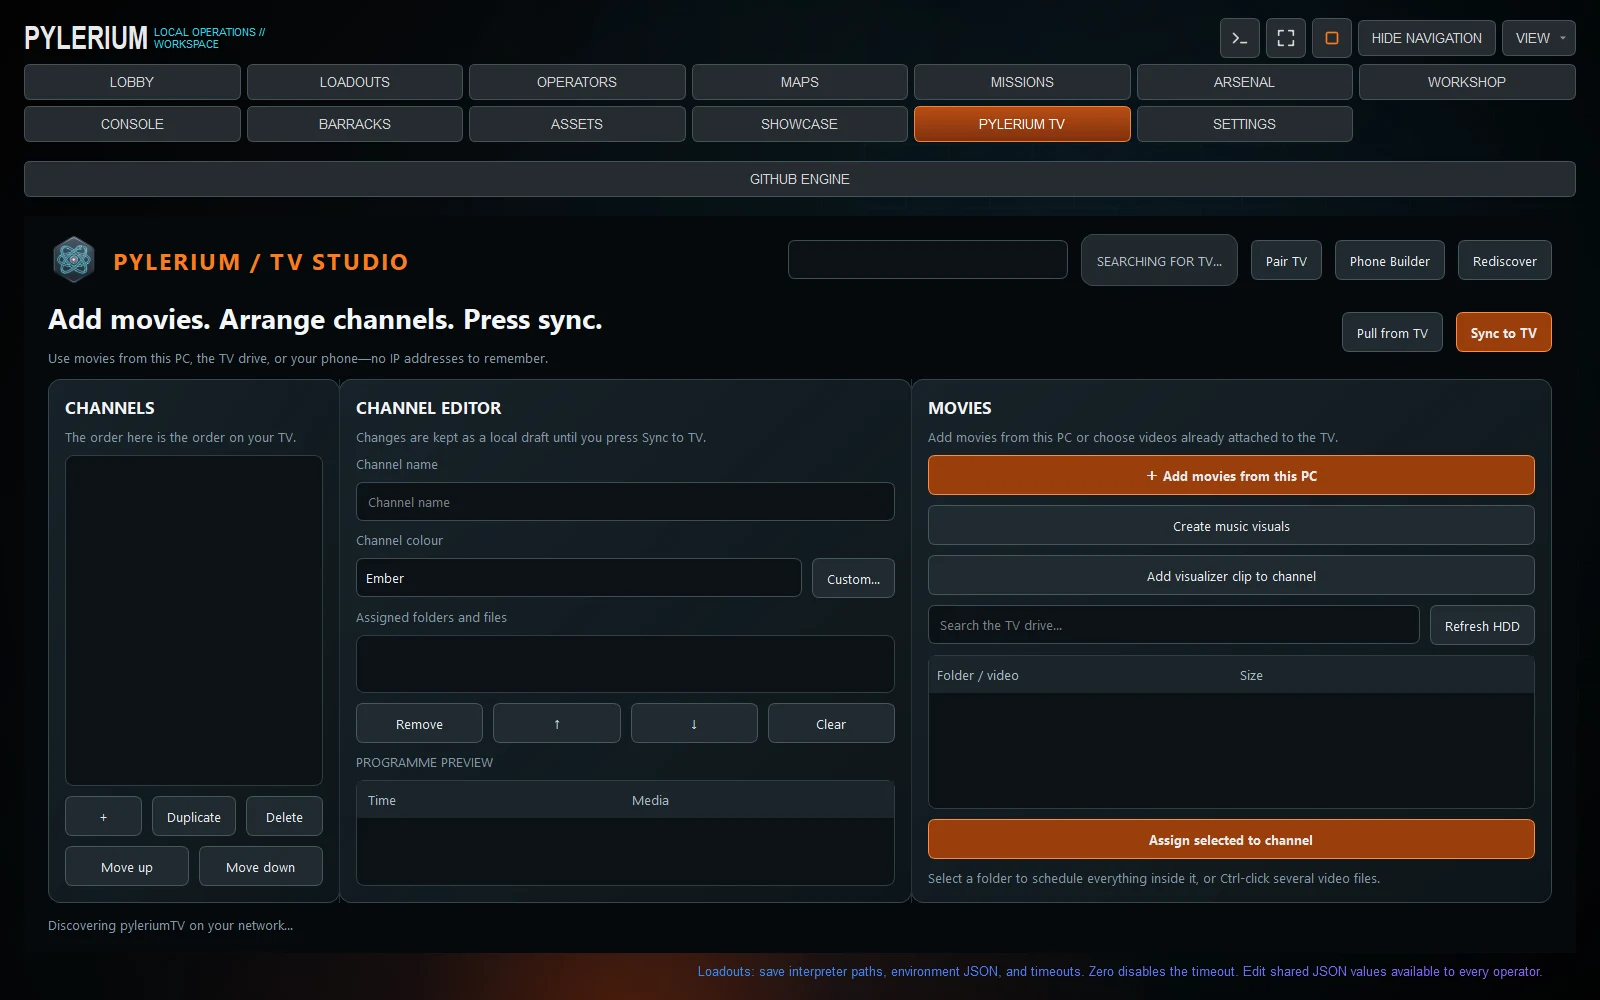 PYLERIUM LOCAL OPERATIONS //
WORKSPACE
HIDE NAVIGATION
VIEW
LOBBY
LOADOUTS
OPERATORS
MAPS
MISSIONS
ARSENAL
WORKSHOP
CONSOLE
BARRACKS
ASSETS
SHOWCASE
PYLERIUM TV
SETTINGS
GITHUB ENGINE
PYLERIUM / TV STUDIO
SEARCHING FOR TV...
Pair TV
Phone Builder
Rediscover
Add movies. Arrange channels. Press sync.
Pull from TV
Sync to TV
Use movies from this PC, the TV drive, or your phone—no IP addresses to remember.
CHANNELS
The order here is the order on your TV.
+
Duplicate
Delete
Move up
Move down
CHANNEL EDITOR
Changes are kept as a local draft until you press Sync to TV.
Channel name
Channel name
Channel colour
Ember
Custom...
Assigned folders and files
Remove
↑
↓
Clear
PROGRAMME PREVIEW
Time
Media
MOVIES
Add movies from this PC or choose videos already attached to the TV.
+ Add movies from this PC
Create music visuals
Add visualizer clip to channel
Search the TV drive...
Refresh HDD
Folder / video
Size
Assign selected to channel
Select a folder to schedule everything inside it, or Ctrl-click several video files.
Discovering pyleriumTV on your network...
Loadouts: save interpreter paths, environment JSON, and timeouts. Zero disables the timeout. Edit shared JSON values available to every operator.